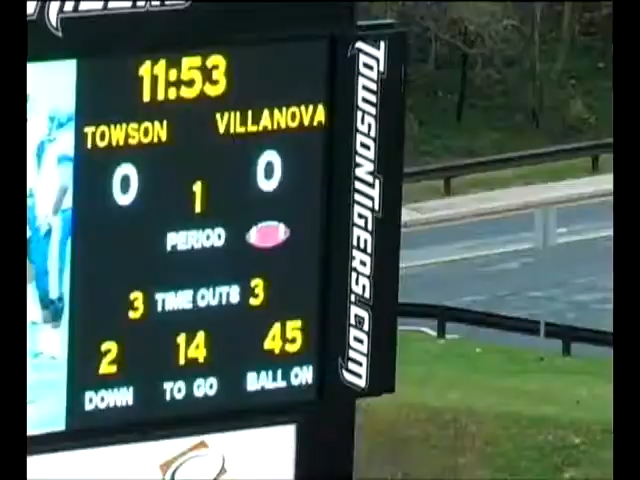 11:53
TOWSON VILLANOVA
0 1 0
PERIOD
3 TIME OUTS 3
2 14 45
DOWN TO GO BALL ON
TOWSONTIGERS.COM